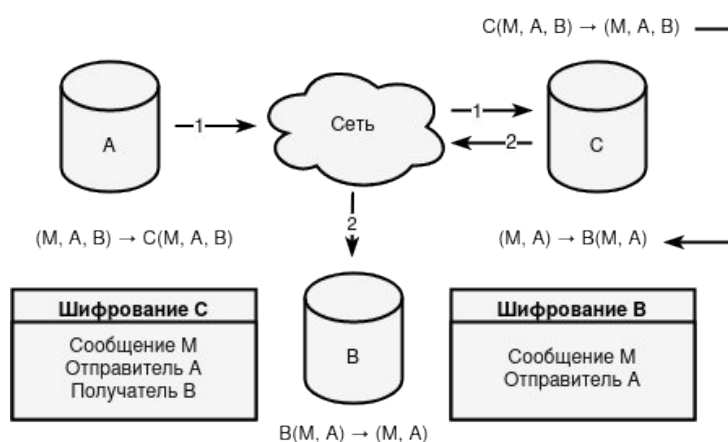 C(M, A, B) → (M, A, B)
A
1
Сеть
1
2
C
2
(M, A, B) → C(M, A, B)
(M, A) → B(M, A)
Шифрование C
Сообщение M
Отправитель A
Получатель B
B
Шифрование B
Сообщение M
Отправитель A
B(M, A) → (M, A)